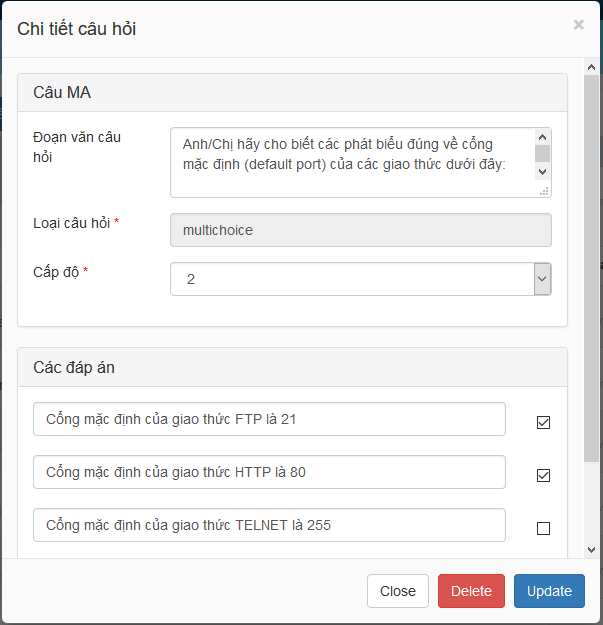 Chi tiết câu hỏi
×
Câu MA
Đoạn văn câu
hỏi
Anh/Chị hãy cho biết các phát biểu đúng về cổng
mặc định (default port) của các giao thức dưới đây:
Loại câu hỏi *
multichoice
Cấp độ *
2
Các đáp án
Cổng mặc định của giao thức FTP là 21
Cổng mặc định của giao thức HTTP là 80
Cổng mặc định của giao thức TELNET là 255
Close
Delete
Update